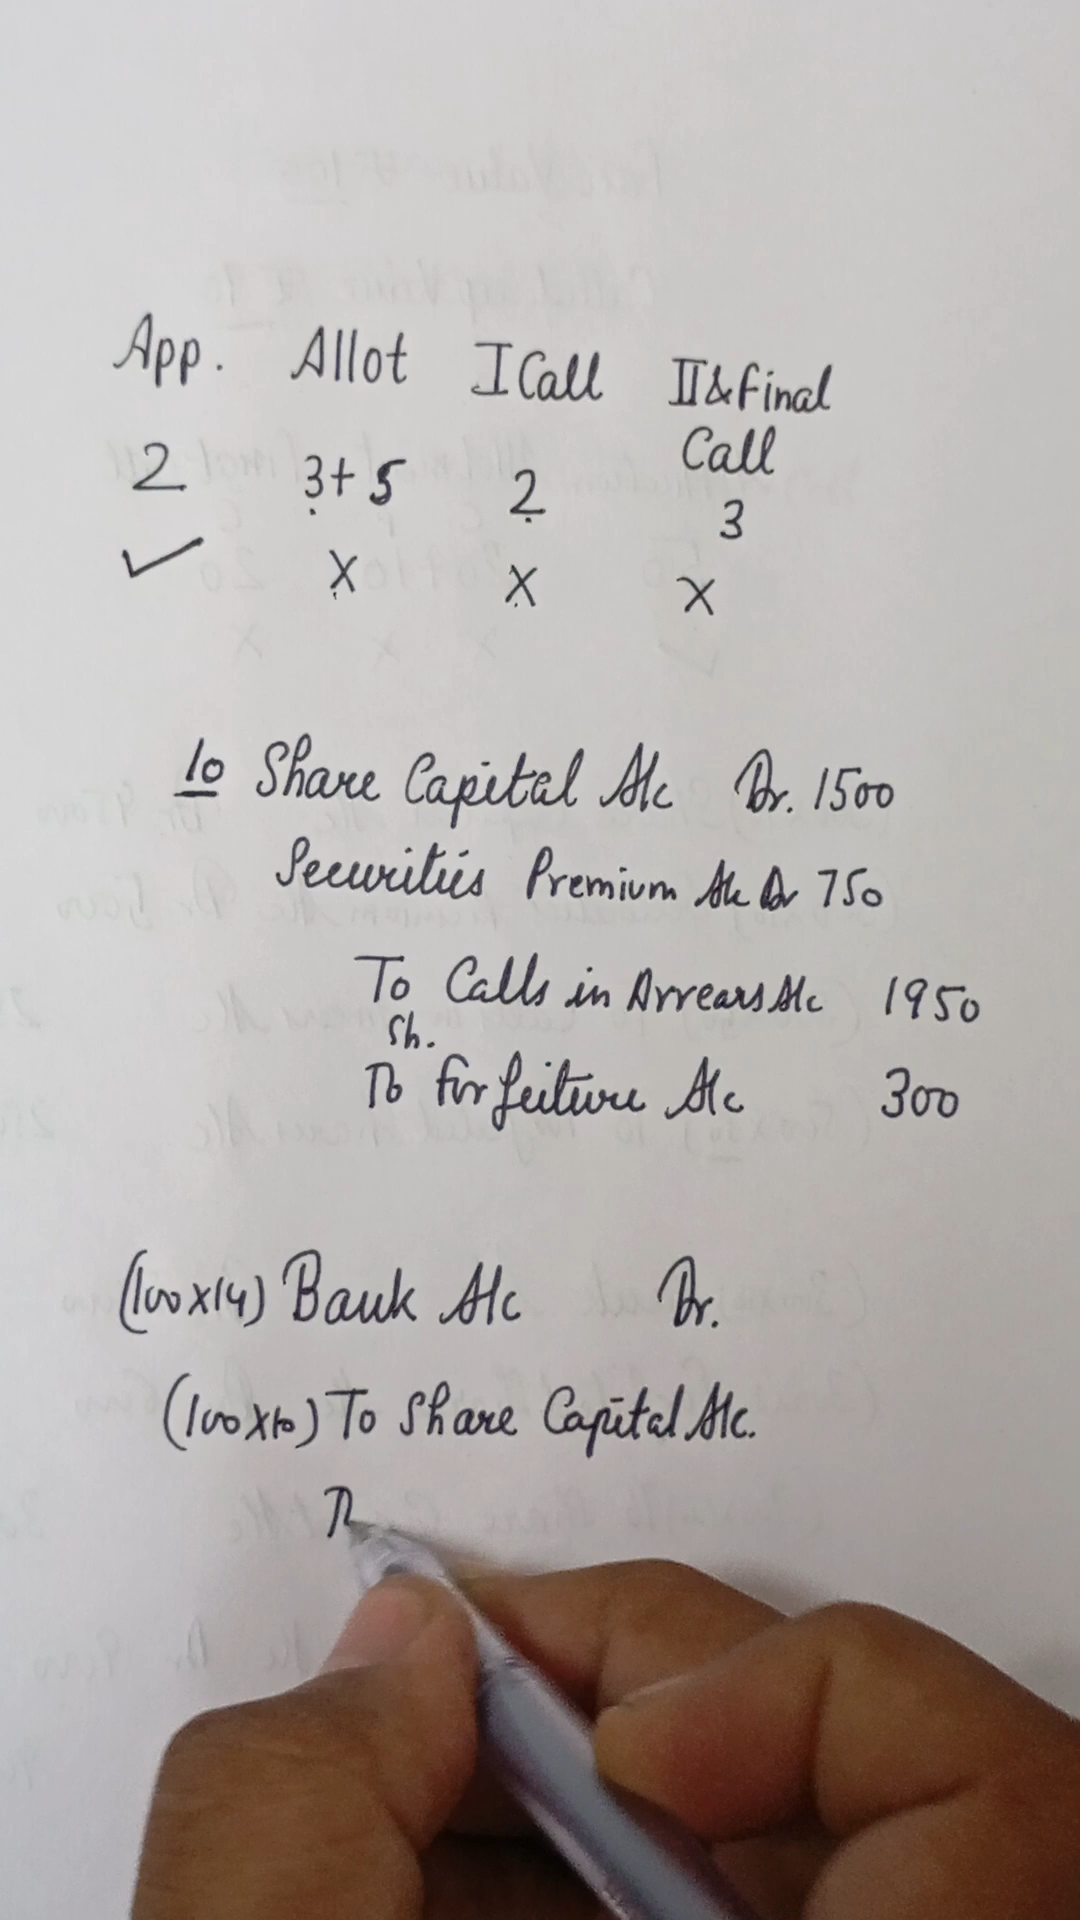 App. Allot I Call II & Final Call
2 3+5 2 3
✓ x x x
10 Share Capital A/c Dr. 1500
Securities Premium A/c Dr 750
To Calls in Arrears A/c 1950
Sh.
To Forfeiture A/c 300
(100x14) Bank A/c Dr.
(100x10) To Share Capital A/c.